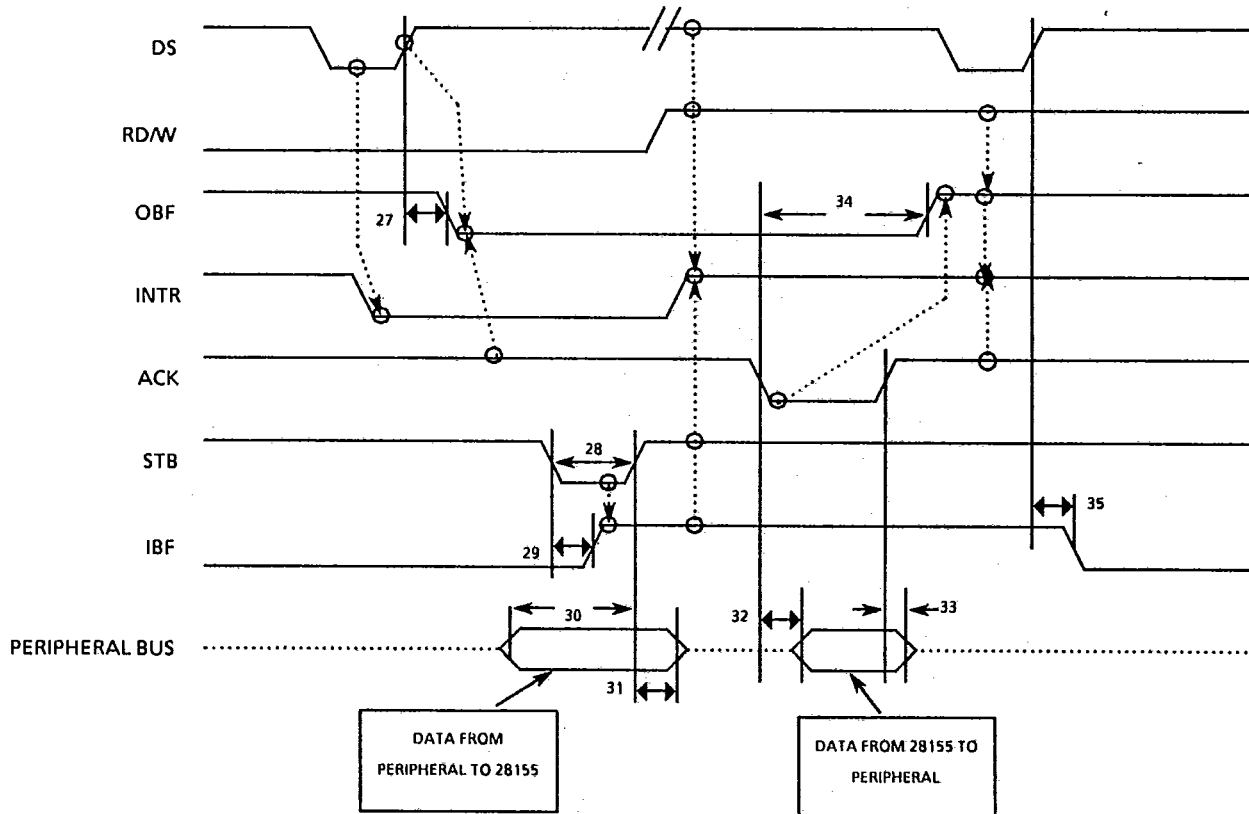 DS
RD/W
OBF
27
34
INTR
ACK
STB
28
IBF
29
35
PERIPHERAL BUS
30
31
32
33
DATA FROM
PERIPHERAL TO 28155
DATA FROM 28155 TO
PERIPHERAL